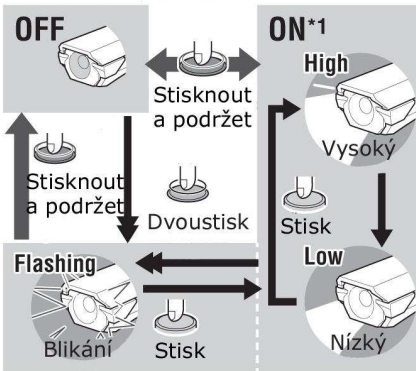 OFF
ON*1
High
Stisknout
a podržet
Vysoký
Stisknout
a podržet
Dvoustisk
Stisk
Flashing
Low
Blikání
Stisk
Nízký